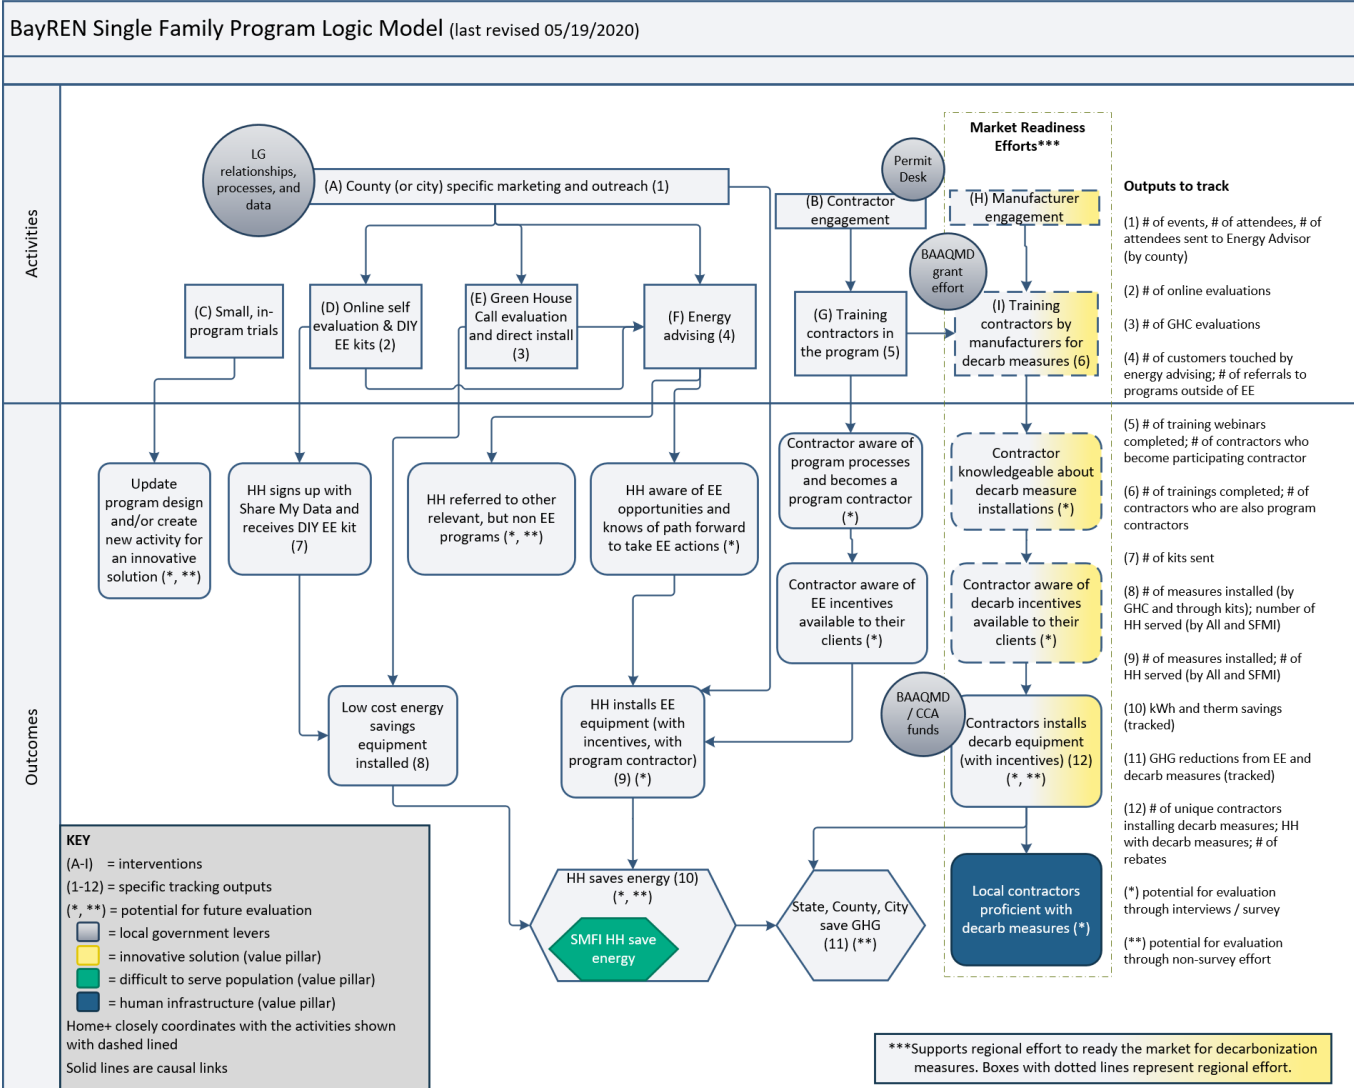 BayREN Single Family Program Logic Model (last revised 05/19/2020)
Activities
LG
relationships,
processes, and
data
(A) County (or city) specific marketing and outreach (1)
Permit
Desk
(B) Contractor
engagement
Market Readiness
Efforts***
(H) Manufacturer
engagement
BAAQMD
grant
effort
(C) Small, in-
program trials
(D) Online self
evaluation & DIY
EE kits (2)
(E) Green House
Call evaluation
and direct install
(3)
(F) Energy
advising (4)
(G) Training
contractors in
the program (5)
(I) Training
contractors by
manufacturers for
decarb measures (6)
Outcomes
Update
program design
and/or create
new activity for
an innovative
solution (*, **)
HH signs up with
Share My Data and
receives DIY EE kit
(7)
HH referred to other
relevant, but non EE
programs (*, **)
HH aware of EE
opportunities and
knows of path forward
to take EE actions (*)
Contractor aware of
program processes
and becomes a
program contractor
(*)
Contractor
knowledgeable about
decarb measure
installations (*)
Contractor aware of
EE incentives
available to their
clients (*)
Contractor aware of
decarb incentives
available to their
clients (*)
Low cost energy
savings
equipment
installed (8)
HH installs EE
equipment (with
incentives, with
program contractor)
(9) (*)
BAAQMD
/ CCA
funds
Contractors installs
decarb equipment
(with incentives) (12)
(*, **)
HH saves energy (10)
(*, **)
SMFI HH save
energy
State, County, City
save GHG
(11) (**)
Local contractors
proficient with
decarb measures (*)
Outputs to track
(1) # of events, # of attendees, # of
attendees sent to Energy Advisor
(by county)
(2) # of online evaluations
(3) # of GHC evaluations
(4) # of customers touched by
energy advising; # of referrals to
programs outside of EE
(5) # of training webinars
completed; # of contractors who
become participating contractor
(6) # of trainings completed; # of
contractors who are also program
contractors
(7) # of kits sent
(8) # of measures installed (by
GHC and through kits); number of
HH served (by All and SFMI)
(9) # of measures installed; # of
HH served (by All and SFMI)
(10) kWh and therm savings
(tracked)
(11) GHG reductions from EE and
decarb measures (tracked)
(12) # of unique contractors
installing decarb measures; HH
with decarb measures; # of
rebates
(*) potential for evaluation
through interviews / survey
(**) potential for evaluation
through non-survey effort
KEY
(A-I) = interventions
(1-12) = specific tracking outputs
(*, **) = potential for future evaluation
= local government levers
= innovative solution (value pillar)
= difficult to serve population (value pillar)
= human infrastructure (value pillar)
Home+ closely coordinates with the activities shown
with dashed lined
Solid lines are causal links
***Supports regional effort to ready the market for decarbonization
measures. Boxes with dotted lines represent regional effort.